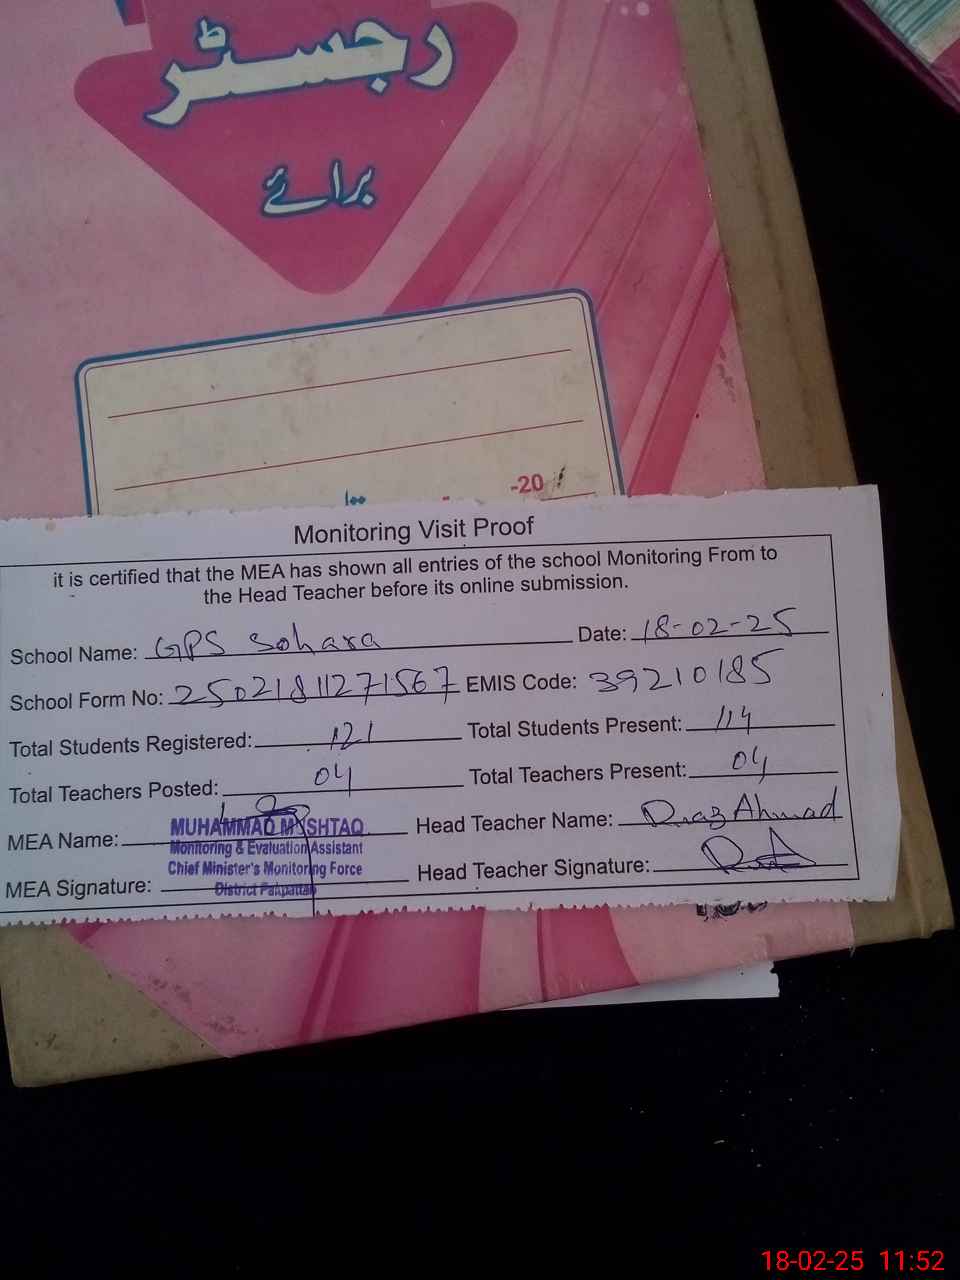 رجسٹر
برائے
-20
Monitoring Visit Proof
it is certified that the MEA has shown all entries of the school Monitoring From to
the Head Teacher before its online submission.
School Name: GPS Sohara Date: 18-02-25
School Form No: 25021811271567 EMIS Code: 39210185
Total Students Registered: 121 Total Students Present: 114
Total Teachers Posted: 04 Total Teachers Present: 04
MEA Name: MUHAMMAD MUSHTAQ Head Teacher Name: Ahmad
Monitoring & Evaluation Assistant
Chief Minister's Monitoring Force
MEA Signature: District Pakpattan Head Teacher Signature:
18-02-25 11:52